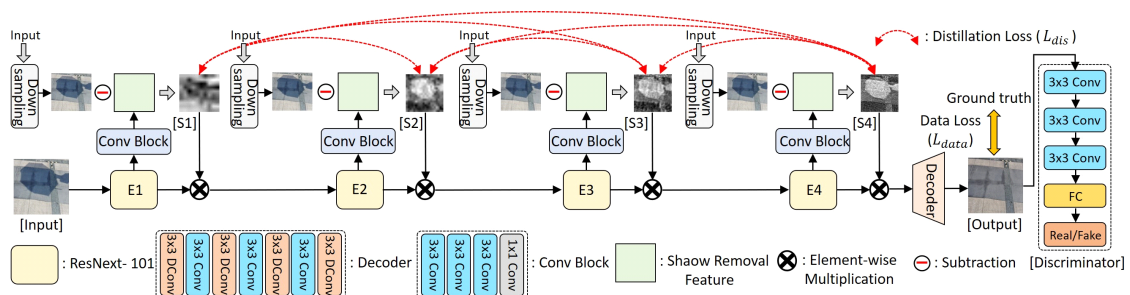 Input
Down
sampling
[S1]
Conv Block
E1
[Input]
Input
Down
sampling
[S2]
Conv Block
E2
Input
Down
sampling
[S3]
Conv Block
E3
Input
Down
sampling
[S4]
Conv Block
E4
: Distillation Loss ( L_dis )
Ground truth
Data Loss
(L_data)
Decoder
[Output]
3x3 Conv
3x3 Conv
3x3 Conv
FC
Real/Fake
[Discriminator]
: ResNext- 101
3x3 DConv
3x3 Conv
3x3 DConv
3x3 Conv
3x3 DConv
3x3 Conv
3x3 DConv
: Decoder
3x3 Conv
3x3 Conv
3x3 Conv
1x1 Conv
: Conv Block
: Shaow Removal
Feature
: Element-wise
Multiplication
: Subtraction